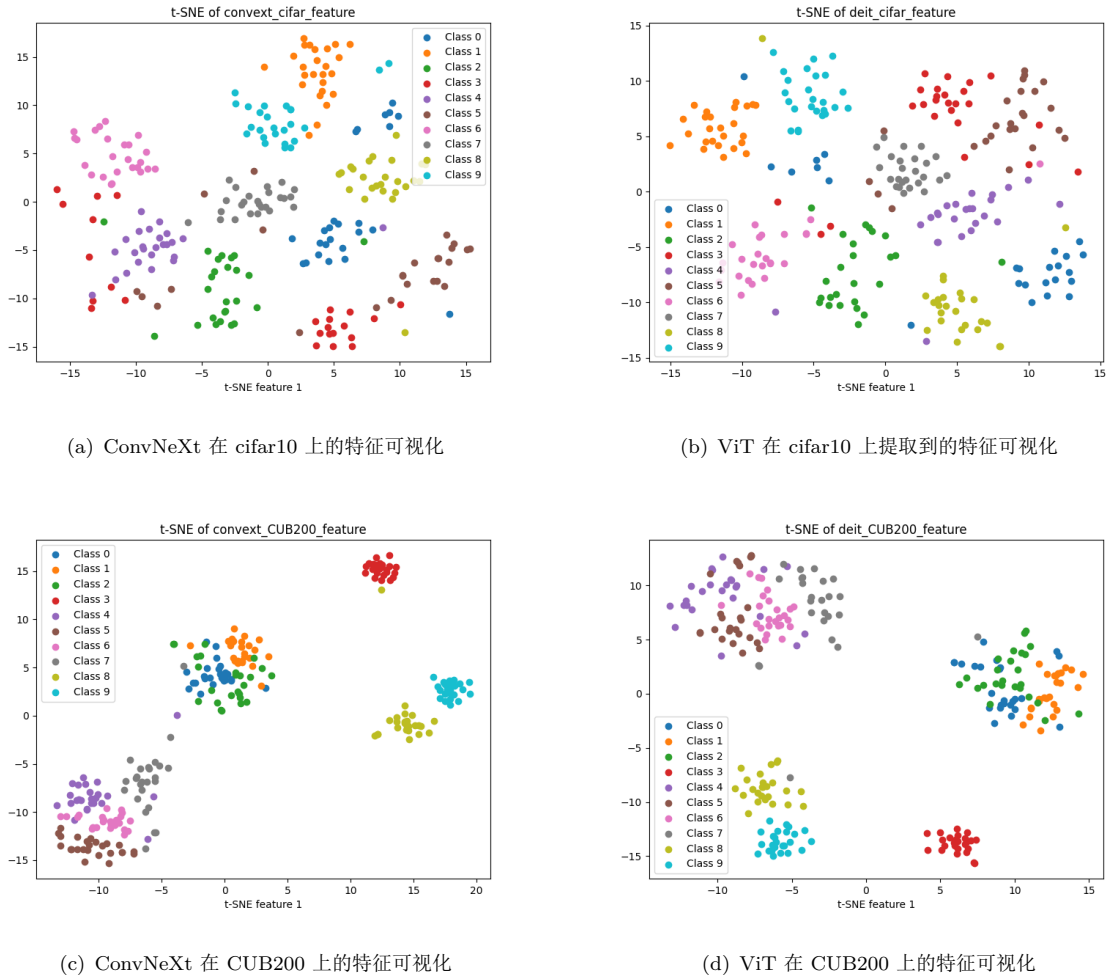 t-SNE of convext_cifar_feature
15
10
5
0
−5
−10
−15
−15
−10
−5
0
5
10
15
t-SNE feature 1
Class 0
Class 1
Class 2
Class 3
Class 4
Class 5
Class 6
Class 7
Class 8
Class 9
(a) ConvNeXt 在 cifar10 上的特征可视化
t-SNE of deit_cifar_feature
15
10
5
0
−5
−10
−15
−15
−10
−5
0
5
10
15
t-SNE feature 1
Class 0
Class 1
Class 2
Class 3
Class 4
Class 5
Class 6
Class 7
Class 8
Class 9
(b) ViT 在 cifar10 上提取到的特征可视化
t-SNE of convext_CUB200_feature
Class 0
Class 1
Class 2
Class 3
Class 4
Class 5
Class 6
Class 7
Class 8
Class 9
15
10
5
0
−5
−10
−15
−10
−5
0
5
10
15
20
t-SNE feature 1
(c) ConvNeXt 在 CUB200 上的特征可视化
t-SNE of deit_CUB200_feature
10
5
0
−5
−10
−15
Class 0
Class 1
Class 2
Class 3
Class 4
Class 5
Class 6
Class 7
Class 8
Class 9
−10
−5
0
5
10
15
t-SNE feature 1
(d) ViT 在 CUB200 上的特征可视化